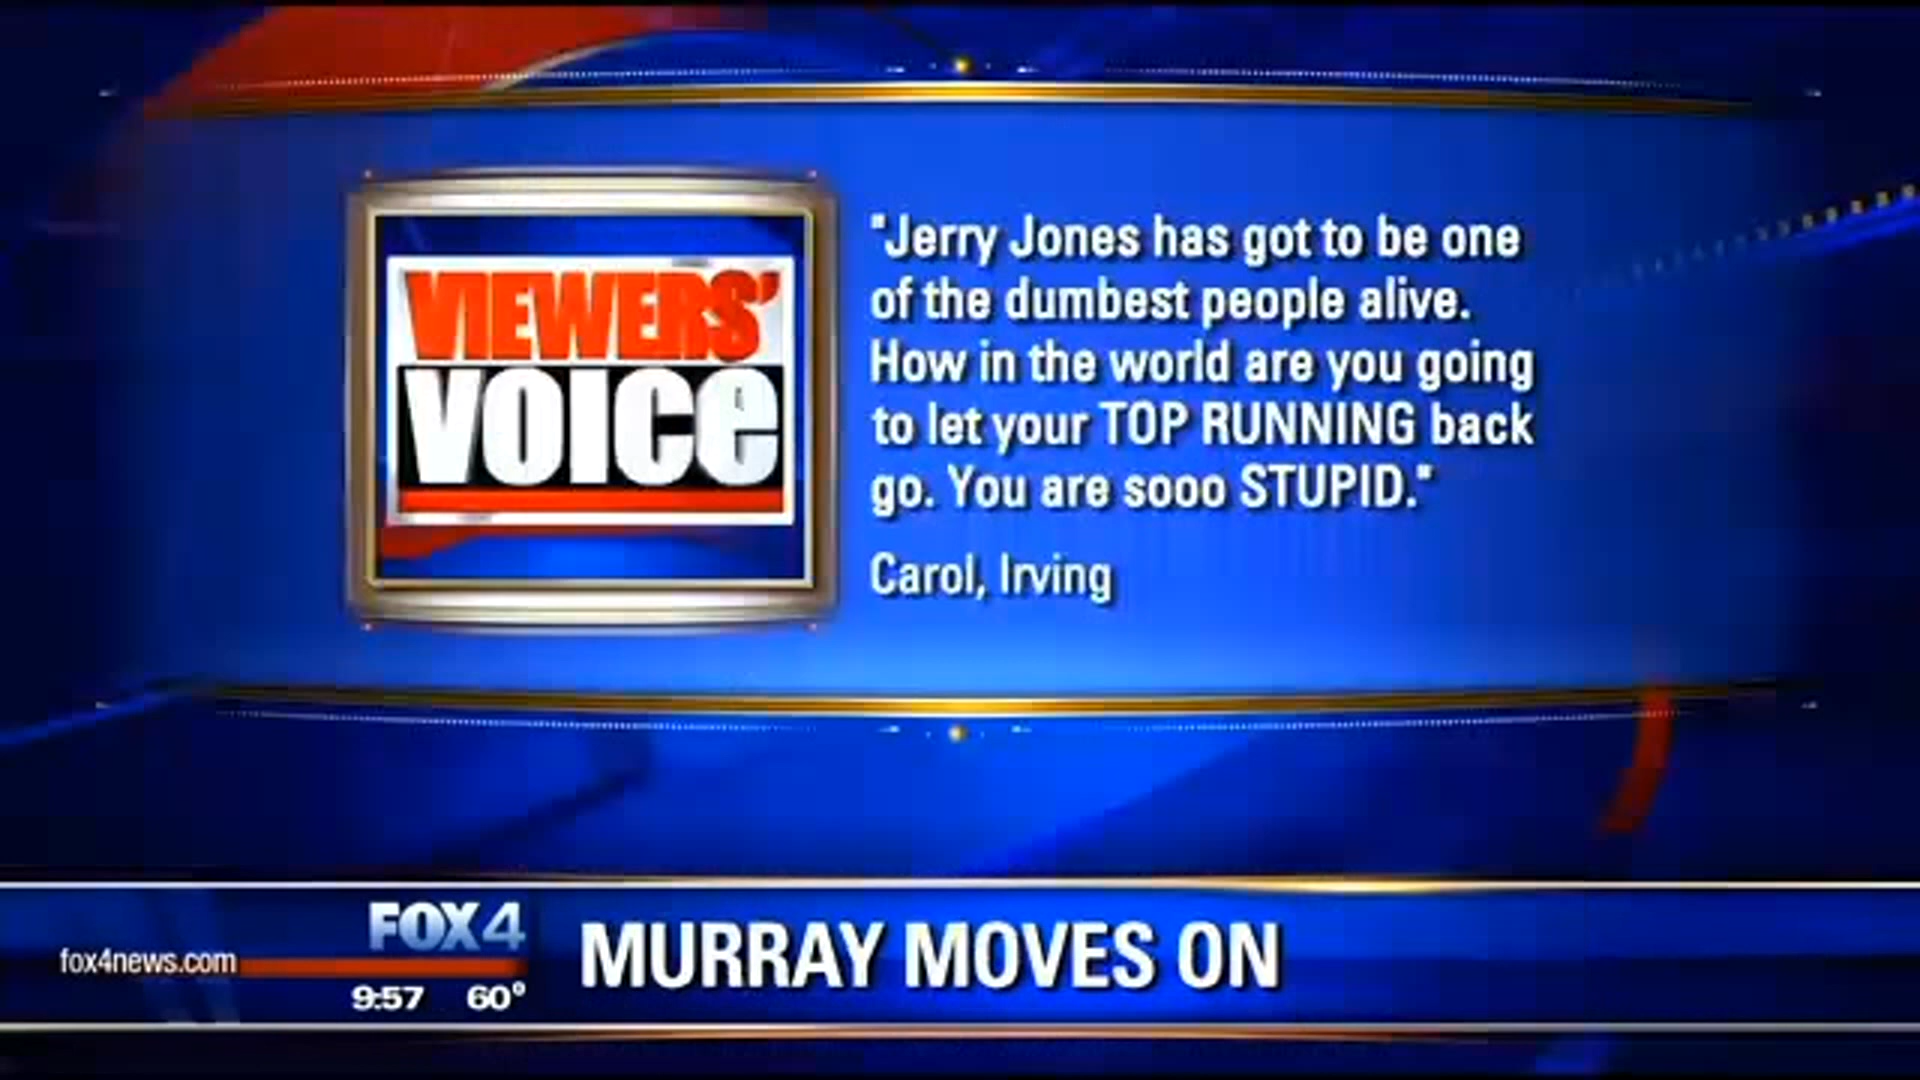 VIEWERS'
VOICE
"Jerry Jones has got to be one
of the dumbest people alive.
How in the world are you going
to let your TOP RUNNING back
go. You are sooo STUPID."
Carol, Irving
fox4news.com
FOX 4
9:57 60°
MURRAY MOVES ON